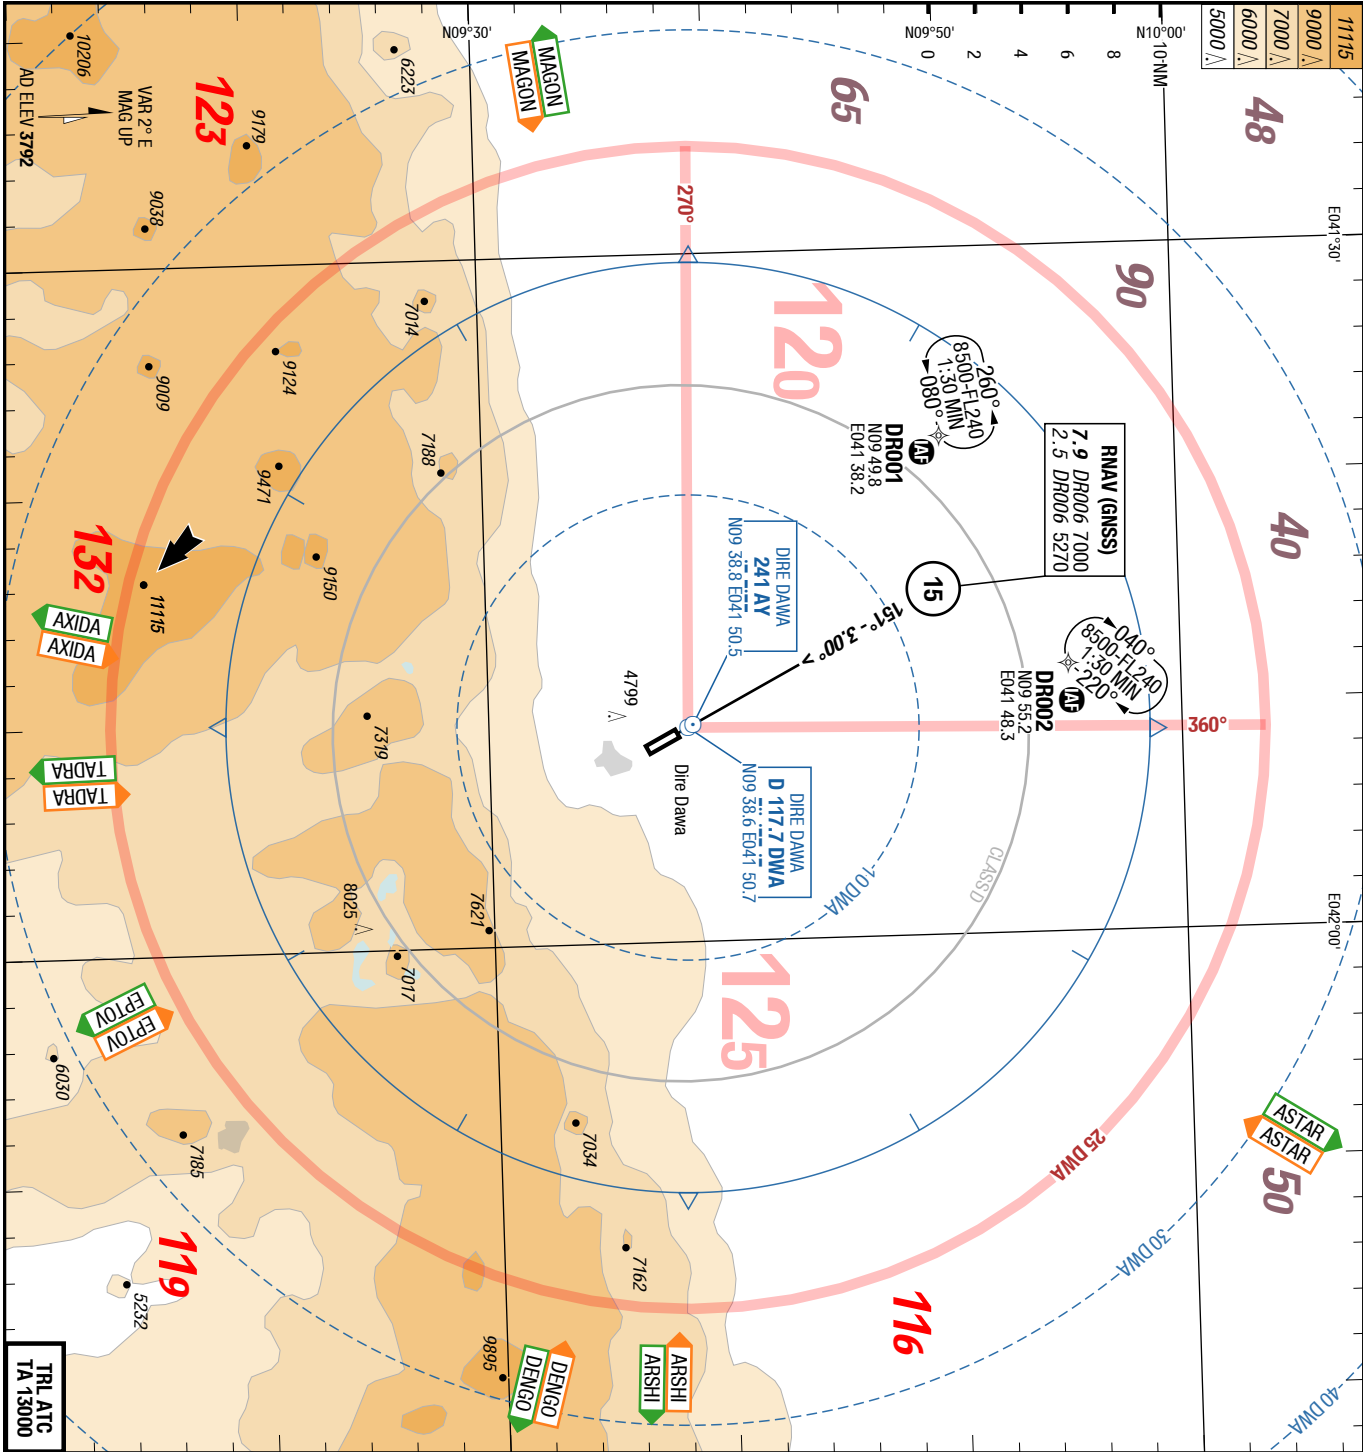 11115
9000
7000
6000
5000
48
40
50
90
65
N10°00'
N09°50'
N09°30'
10 NM
8
6
4
2
0
E041°30'
E042°00'
MAGON
MAGON
6223
10206
9179
9038
123
VAR 2° E
MAG UP
AD ELEV 3792
270°
360°
120
125
7014
9124
9009
9471
7188
9150
11115
132
AXIDA
AXIDA
TADRA
TADRA
EPTOV
EPTOV
260°
8500-FL240
1:30 MIN
080°
IAF
DR001
N09 49.8
E041 38.2
RNAV (GNSS)
7.9 DR006 7000
2.5 DR006 5270
15
151° - 3.00° >
040°
8500-FL240
1:30 MIN
220°
IAF
DR002
N09 55.2
E041 48.3
DIRE DAWA
241 AY
N09 38.8 E041 50.5
DIRE DAWA
D 117.7 DWA
N09 38.6 E041 50.7
Dire Dawa
4799
7319
8025
7621
7017
6030
7185
5232
7034
7162
9895
10 DWA
CLASS D
25 DWA
30 DWA
40 DWA
ASTAR
ASTAR
119
116
DENGO
DENGO
ARSHI
ARSHI
TRL ATC
TA 13000